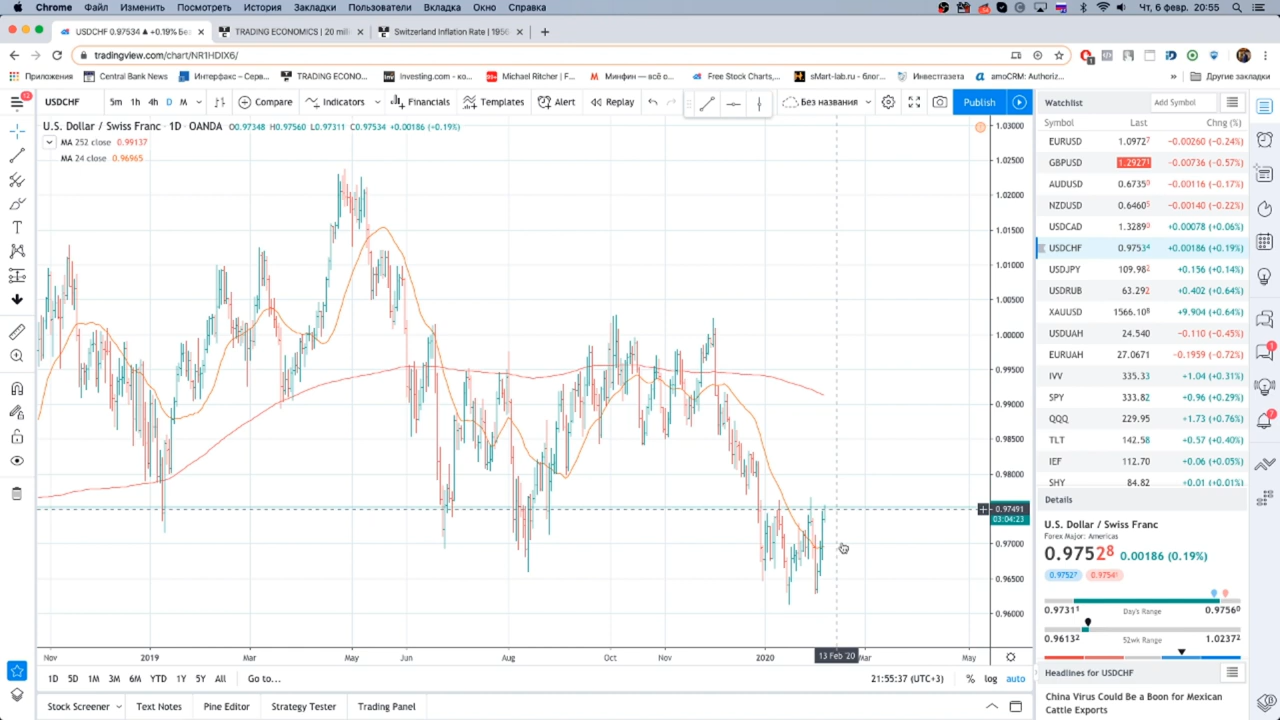 Chrome Файл Изменить Посмотреть История Закладки Пользователи Вкладка Окно Справка Чт, 6 февр. 20:55
USDCHF 0.97534 ▲ +0.19% Без TRADING ECONOMICS | 20 mill Switzerland Inflation Rate | 1956
tradingview.com/chart/NR1HDIX6/
Приложения Central Bank News Интерфакс – Серв... TRADING ECONO... Investing.com - ко... Michael Ritcher | F... Минфин — всё о... Free Stock Charts,... sMart-lab.ru - блог... Инвестгазета amoCRM: Authoriz... » Другие закладки
USDCHF 5m 1h 4h D M Compare Indicators Financials Templates Alert Replay Без названия Publish
U.S. Dollar / Swiss Franc · 1D · OANDA O0.97348 H0.97560 L0.97311 C0.97534 +0.00186 (+0.19%)
MA 252 close 0.99137
MA 24 close 0.96965
1.03000
1.02500
1.02000
1.01500
1.01000
1.00500
1.00000
0.99500
0.99000
0.98500
0.98000
0.97491
03:04:23
0.97000
0.96500
0.96000
Nov 2019 Mar May Jun Aug Oct Nov 2020 13 Feb '20 Mar May
1D 5D 1M 3M 6M YTD 1Y 5Y All Go to... 21:55:37 (UTC+3) % log auto
Stock Screener Text Notes Pine Editor Strategy Tester Trading Panel
Watchlist Add Symbol
Symbol Last Chng (%)
EURUSD 1.09727 −0.00260 (−0.24%)
GBPUSD 1.29271 −0.00736 (−0.57%)
AUDUSD 0.67359 −0.00116 (−0.17%)
NZDUSD 0.64605 −0.00140 (−0.22%)
USDCAD 1.32893 +0.00078 (+0.06%)
USDCHF 0.97534 +0.00186 (+0.19%)
USDJPY 109.982 +0.156 (+0.14%)
USDRUB 63.292 +0.402 (+0.64%)
XAUUSD 1566.108 +9.904 (+0.64%)
USDUAH 24.540 −0.110 (−0.45%)
EURUAH 27.0671 −0.1959 (−0.72%)
IVV 335.33 +1.04 (+0.31%)
SPY 333.82 +0.96 (+0.29%)
QQQ 229.95 +1.73 (+0.76%)
TLT 142.58 +0.57 (+0.40%)
IEF 112.70 +0.06 (+0.05%)
SHY 84.82 +0.01 (+0.01%)
Details
U.S. Dollar / Swiss Franc
Forex Major: Americas
0.97528 0.00186 (0.19%)
0.97527 0.97541
0.97311 Day's Range 0.97560
0.96132 52wk Range 1.02372
Headlines for USDCHF
China Virus Could Be a Boon for Mexican
Cattle Exports